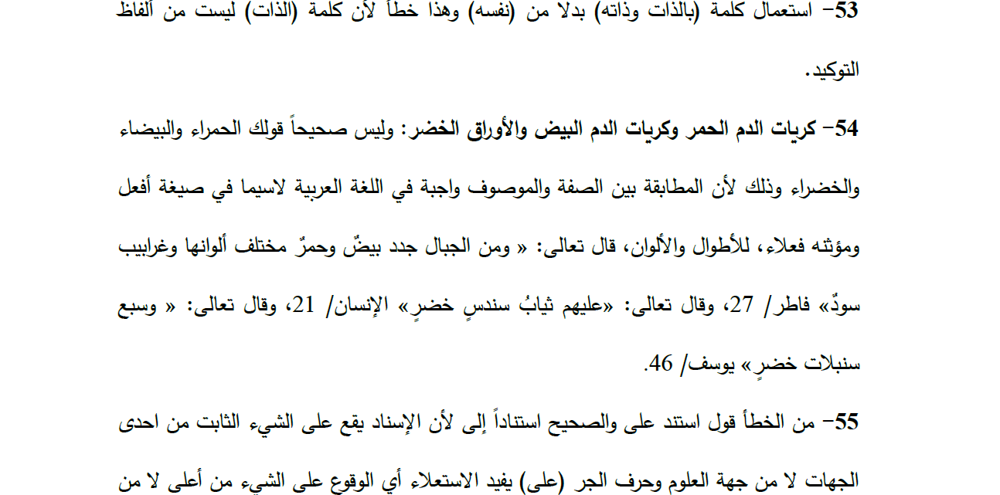 53- استعمال كلمة (بالذات وذاته) بدلا من (نفسه) وهذا خطأ لأن كلمة (الذات) ليست من ألفاظ
التوكيد.
54- كريات الدم الحمر وكريات الدم البيض والأوراق الخضر: وليس صحيحاً قولك الحمراء والبيضاء
والخضراء وذلك لأن المطابقة بين الصفة والموصوف واجبة في اللغة العربية لاسيما في صيغة أفعل
ومؤنثه فعلاء، للأطوال والألوان، قال تعالى: « ومن الجبال جدد بيضٌ وحمرٌ مختلف ألوانها وغرابيب
سودٌ» فاطر/ 27، وقال تعالى: «عليهم ثيابُ سندسٍ خضرٍ» الإنسان/ 21، وقال تعالى: « وسبع
سنبلات خضرٍ» يوسف/ 46.
55- من الخطأ قول استند على والصحيح استناداً إلى لأن الإسناد يقع على الشيء الثابت من احدى
الجهات لا من جهة العلوم وحرف الجر (على) يفيد الاستعلاء أي الوقوع على الشيء من أعلى لا من